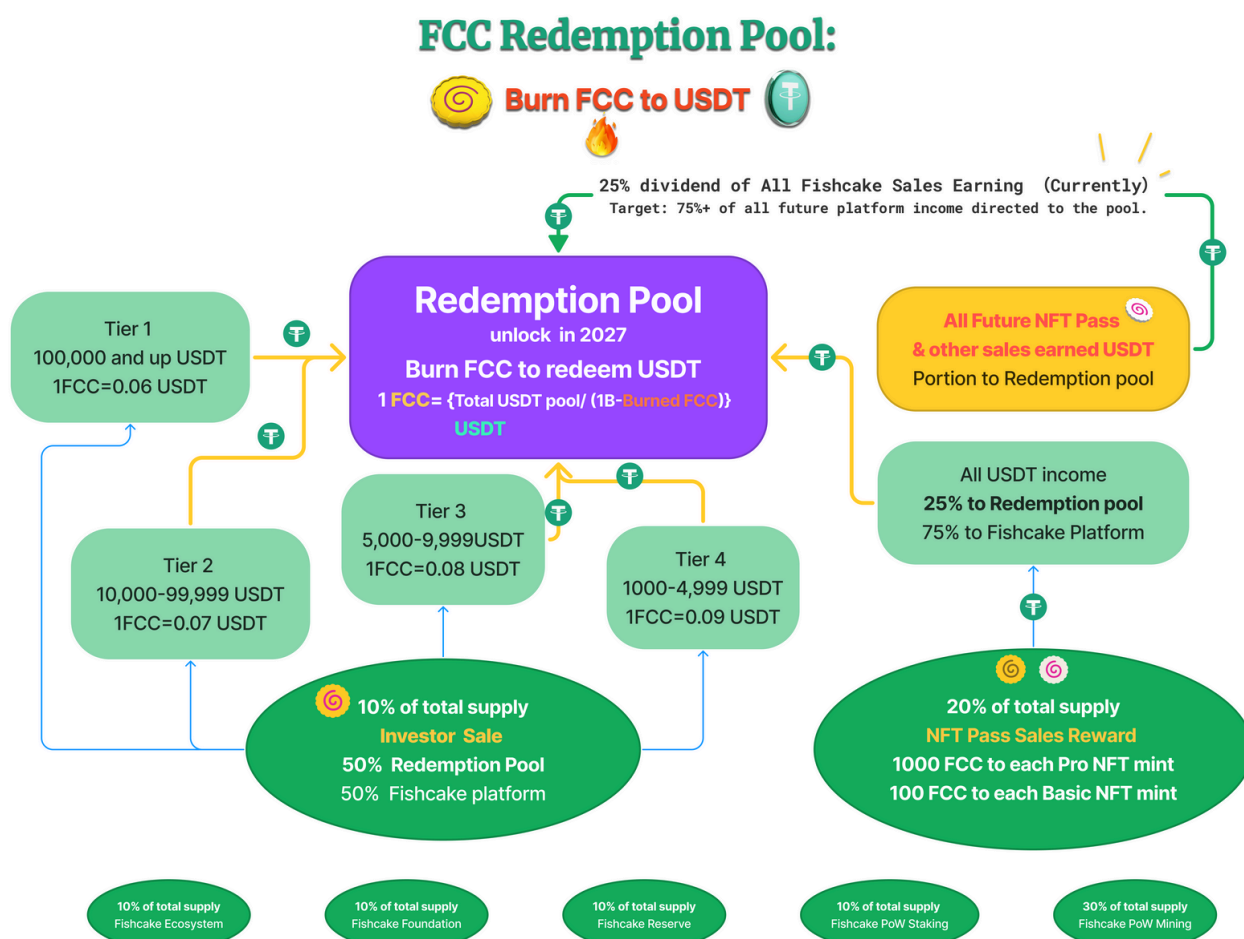 FCC Redemption Pool:
Burn FCC to USDT
25% dividend of All Fishcake Sales Earning （Currently）
Target: 75%+ of all future platform income directed to the pool.
Redemption Pool
unlock in 2027
Burn FCC to redeem USDT
1 FCC= {Total USDT pool/ (1B-Burned FCC)}
USDT
Tier 1
100,000 and up USDT
1FCC=0.06 USDT
All Future NFT Pass
& other sales earned USDT
Portion to Redemption pool
All USDT income
25% to Redemption pool
75% to Fishcake Platform
Tier 2
10,000-99,999 USDT
1FCC=0.07 USDT
Tier 3
5,000-9,999USDT
1FCC=0.08 USDT
Tier 4
1000-4,999 USDT
1FCC=0.09 USDT
10% of total supply
Investor Sale
50% Redemption Pool
50% Fishcake platform
20% of total supply
NFT Pass Sales Reward
1000 FCC to each Pro NFT mint
100 FCC to each Basic NFT mint
10% of total supply
Fishcake Ecosystem
10% of total supply
Fishcake Foundation
10% of total supply
Fishcake Reserve
10% of total supply
Fishcake PoW Staking
30% of total supply
Fishcake PoW Mining